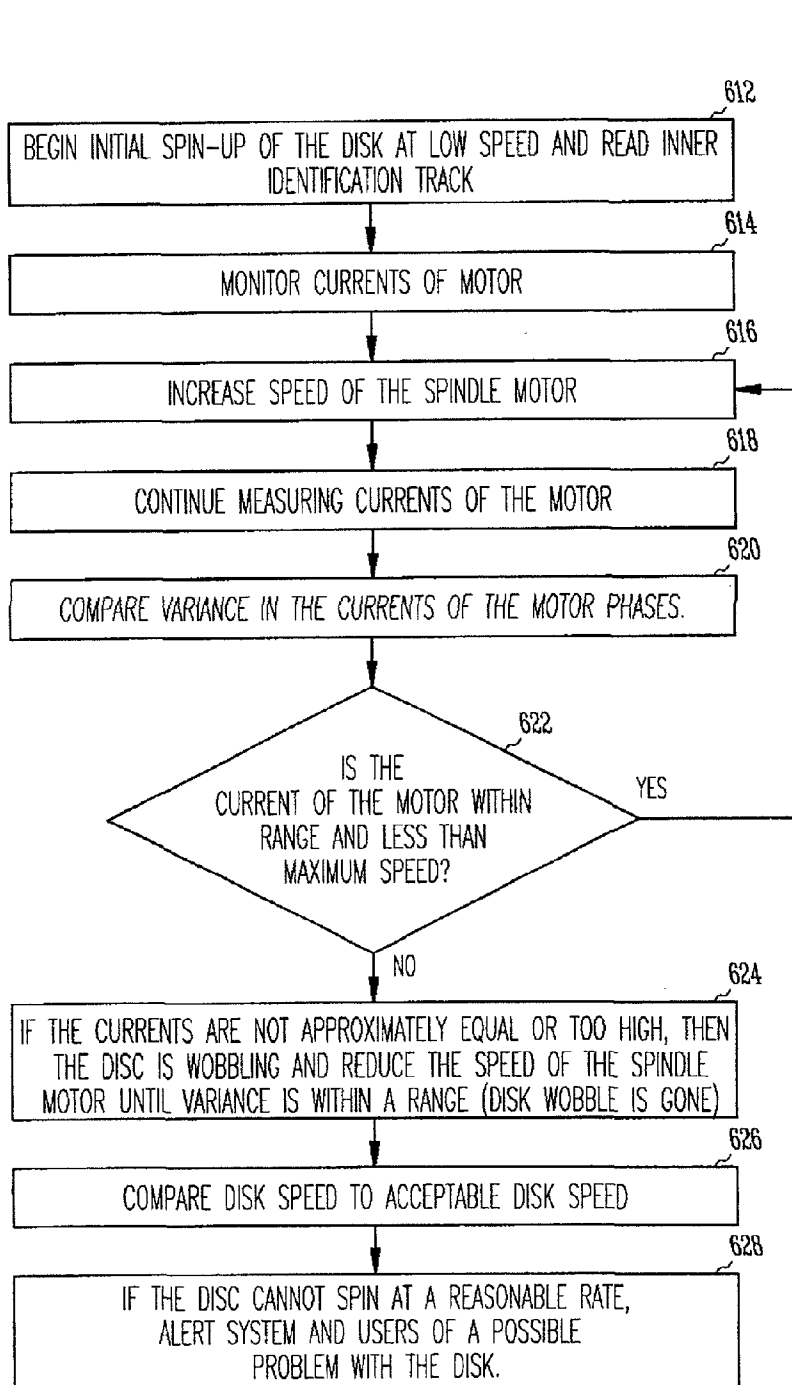 612
BEGIN INITIAL SPIN-UP OF THE DISK AT LOW SPEED AND READ INNER
IDENTIFICATION TRACK
614
MONITOR CURRENTS OF MOTOR
616
INCREASE SPEED OF THE SPINDLE MOTOR
618
CONTINUE MEASURING CURRENTS OF THE MOTOR
620
COMPARE VARIANCE IN THE CURRENTS OF THE MOTOR PHASES.
622
IS THE
CURRENT OF THE MOTOR WITHIN
RANGE AND LESS THAN
MAXIMUM SPEED?
YES
NO
624
IF THE CURRENTS ARE NOT APPROXIMATELY EQUAL OR TOO HIGH, THEN
THE DISC IS WOBBLING AND REDUCE THE SPEED OF THE SPINDLE
MOTOR UNTIL VARIANCE IS WITHIN A RANGE (DISK WOBBLE IS GONE)
626
COMPARE DISK SPEED TO ACCEPTABLE DISK SPEED
628
IF THE DISC CANNOT SPIN AT A REASONABLE RATE,
ALERT SYSTEM AND USERS OF A POSSIBLE
PROBLEM WITH THE DISK.